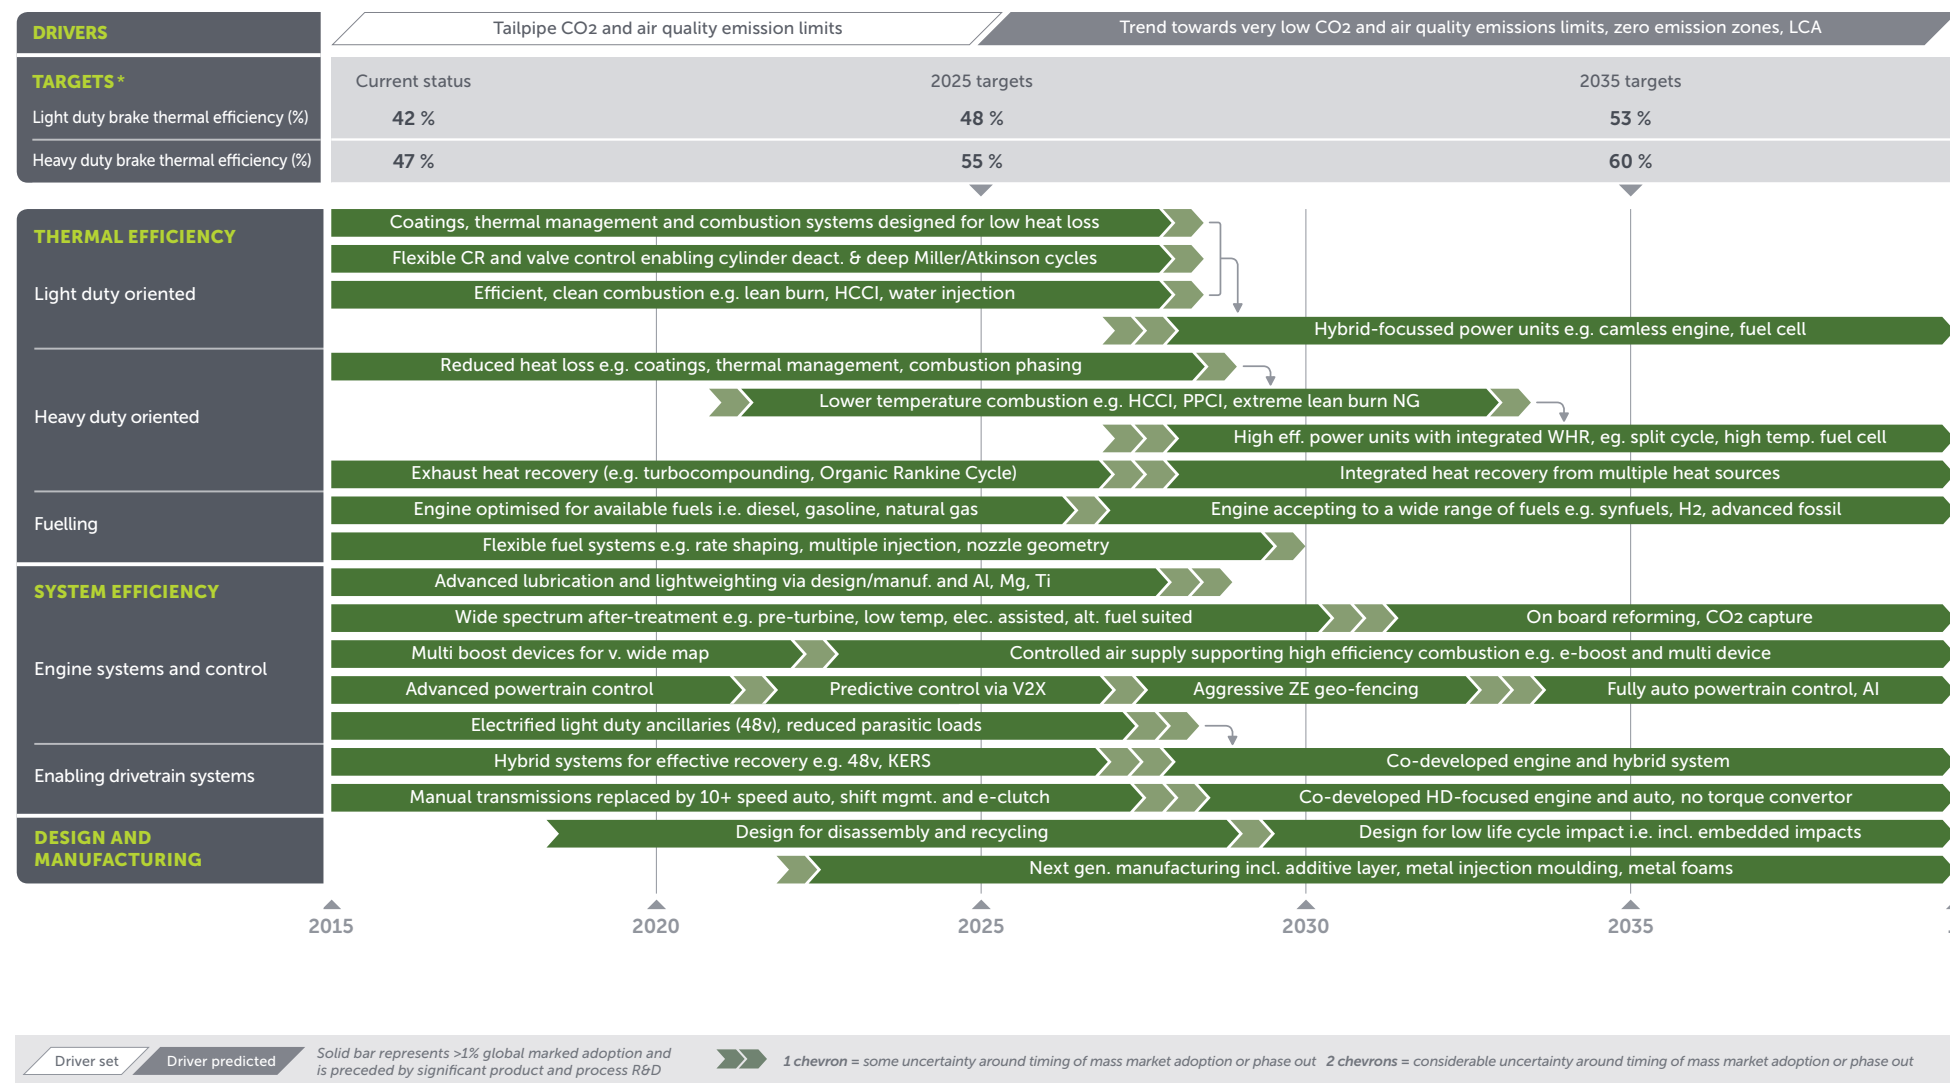 DRIVERS
Tailpipe CO2 and air quality emission limits
Trend towards very low CO2 and air quality emissions limits, zero emission zones, LCA
TARGETS*
Current status
2025 targets
2035 targets
Light duty brake thermal efficiency (%)
42 %
48 %
53 %
Heavy duty brake thermal efficiency (%)
47 %
55 %
60 %
THERMAL EFFICIENCY
Light duty oriented
Coatings, thermal management and combustion systems designed for low heat loss
Flexible CR and valve control enabling cylinder deact. & deep Miller/Atkinson cycles
Efficient, clean combustion e.g. lean burn, HCCI, water injection
Hybrid-focussed power units e.g. camless engine, fuel cell
Heavy duty oriented
Reduced heat loss e.g. coatings, thermal management, combustion phasing
Lower temperature combustion e.g. HCCI, PPCI, extreme lean burn NG
High eff. power units with integrated WHR, eg. split cycle, high temp. fuel cell
Exhaust heat recovery (e.g. turbocompounding, Organic Rankine Cycle)
Integrated heat recovery from multiple heat sources
Fuelling
Engine optimised for available fuels i.e. diesel, gasoline, natural gas
Engine accepting to a wide range of fuels e.g. synfuels, H2, advanced fossil
Flexible fuel systems e.g. rate shaping, multiple injection, nozzle geometry
SYSTEM EFFICIENCY
Engine systems and control
Advanced lubrication and lightweighting via design/manuf. and Al, Mg, Ti
Wide spectrum after-treatment e.g. pre-turbine, low temp, elec. assisted, alt. fuel suited
On board reforming, CO2 capture
Multi boost devices for v. wide map
Controlled air supply supporting high efficiency combustion e.g. e-boost and multi device
Advanced powertrain control
Predictive control via V2X
Aggressive ZE geo-fencing
Fully auto powertrain control, AI
Electrified light duty ancillaries (48v), reduced parasitic loads
Enabling drivetrain systems
Hybrid systems for effective recovery e.g. 48v, KERS
Co-developed engine and hybrid system
Manual transmissions replaced by 10+ speed auto, shift mgmt. and e-clutch
Co-developed HD-focused engine and auto, no torque convertor
DESIGN AND
MANUFACTURING
Design for disassembly and recycling
Design for low life cycle impact i.e. incl. embedded impacts
Next gen. manufacturing incl. additive layer, metal injection moulding, metal foams
2015
2020
2025
2030
2035
Driver set
Driver predicted
Solid bar represents >1% global marked adoption and
is preceded by significant product and process R&D
1 chevron = some uncertainty around timing of mass market adoption or phase out
2 chevrons = considerable uncertainty around timing of mass market adoption or phase out